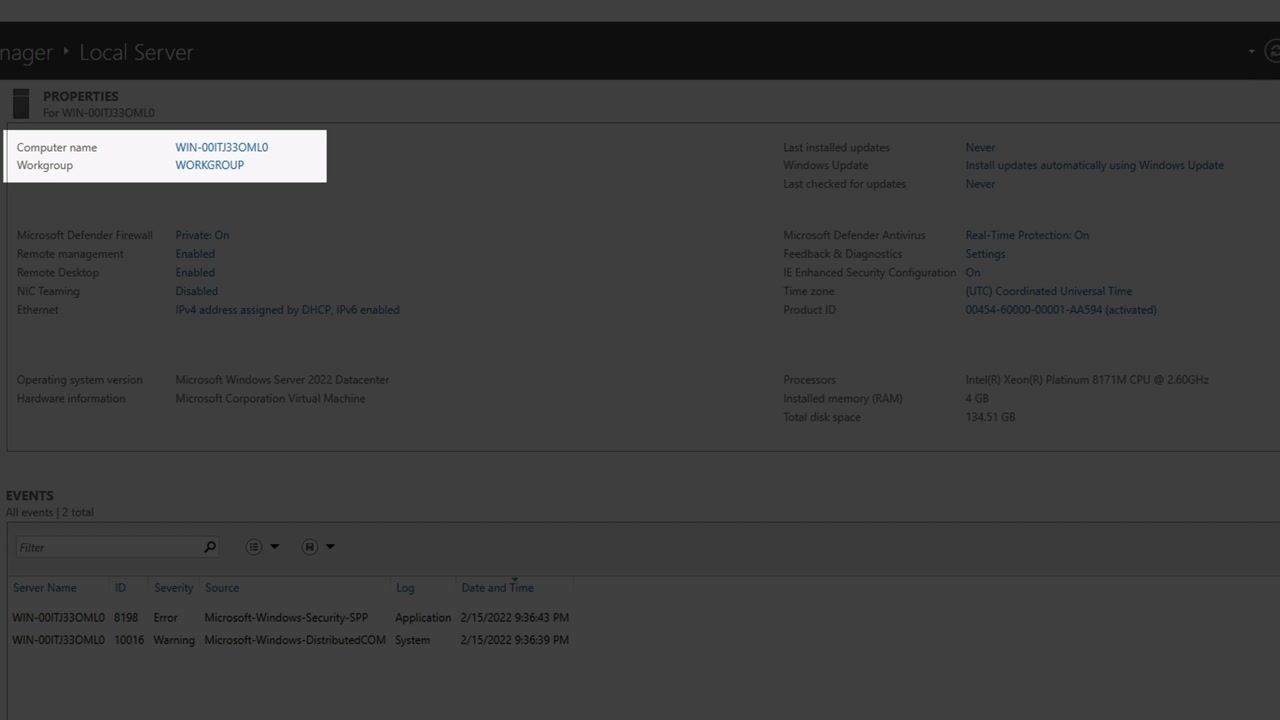 nager ‣ Local Server
PROPERTIES
For WIN-00ITJ33OML0
Computer name WIN-00ITJ33OML0
Workgroup WORKGROUP
Last installed updates Never
Windows Update Install updates automatically using Windows Update
Last checked for updates Never
Microsoft Defender Firewall Private: On
Remote management Enabled
Remote Desktop Enabled
NIC Teaming Disabled
Ethernet IPv4 address assigned by DHCP, IPv6 enabled
Microsoft Defender Antivirus Real-Time Protection: On
Feedback & Diagnostics Settings
IE Enhanced Security Configuration On
Time zone (UTC) Coordinated Universal Time
Product ID 00454-60000-00001-AA594 (activated)
Operating system version Microsoft Windows Server 2022 Datacenter
Hardware information Microsoft Corporation Virtual Machine
Processors Intel(R) Xeon(R) Platinum 8171M CPU @ 2.60GHz
Installed memory (RAM) 4 GB
Total disk space 134.51 GB
EVENTS
All events | 2 total
Filter
Server Name ID Severity Source Log Date and Time
WIN-00ITJ33OML0 8198 Error Microsoft-Windows-Security-SPP Application 2/15/2022 9:36:43 PM
WIN-00ITJ33OML0 10016 Warning Microsoft-Windows-DistributedCOM System 2/15/2022 9:36:39 PM